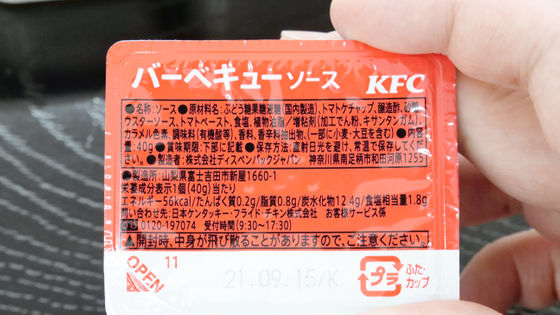 バーベキューソース KFC
●名称:ソース●原材料名:ぶどう糖果糖液糖(国内製造)、トマトケチャップ、醸造酢、砂糖、
ウスターソース、トマトペースト、食塩、植物油脂/増粘剤(加工でん粉、キサンタンガム)、
カラメル色素、調味料(有機酸等)、香料、香辛料抽出物、(一部に小麦・大豆を含む)●内容
量:40g●賞味期限:下部に記載●保存方法:直射日光を避け、常温で保存してくださ
い。●製造者:株式会社ディスペンパックジャパン 神奈川県南足柄市和田河原1255
●製造所:山梨県富士吉田市新屋1660-1
栄養成分表示1個(40g)当たり
エネルギー56kcal/たんぱく質0.2g/脂質0.8g/炭水化物12.4g/食塩相当量1.8g
問い合わせ先:日本ケンタッキー・フライド・チキン株式会社 お客様サービス係
0120-197074 受付時間(9:30~17:30)
▲開封時、中身が飛び散ることがありますので、ご注意ください。
OPEN 11 21.09.15/K プラ ふた・
カップ